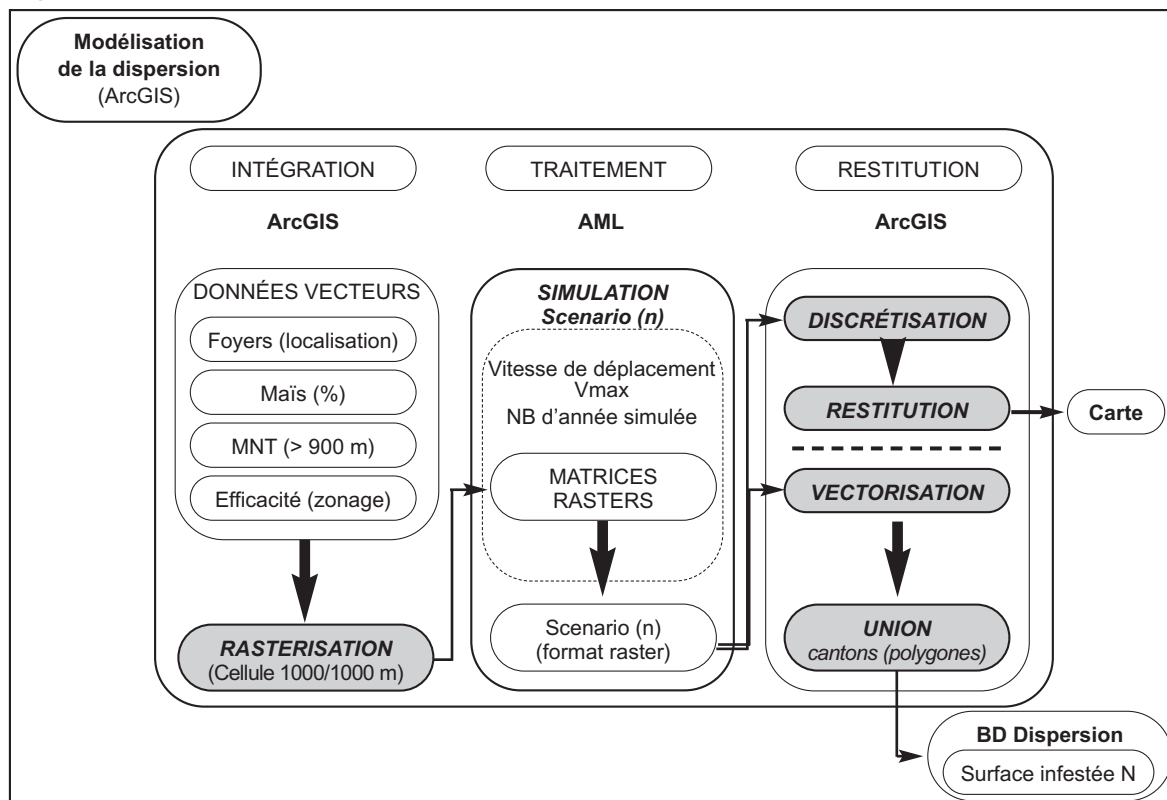 Modélisation
de la dispersion
(ArcGIS)
INTÉGRATION
ArcGIS
DONNÉES VECTEURS
Foyers (localisation)
Maïs (%)
MNT (> 900 m)
Efficacité (zonage)
RASTERISATION
(Cellule 1000/1000 m)
TRAITEMENT
AML
SIMULATION
Scenario (n)
Vitesse de déplacement
Vmax
NB d'année simulée
MATRICES
RASTERS
Scenario (n)
(format raster)
RESTITUTION
ArcGIS
DISCRÉTISATION
RESTITUTION
VECTORISATION
UNION
cantons (polygones)
Carte
BD Dispersion
Surface infestée N